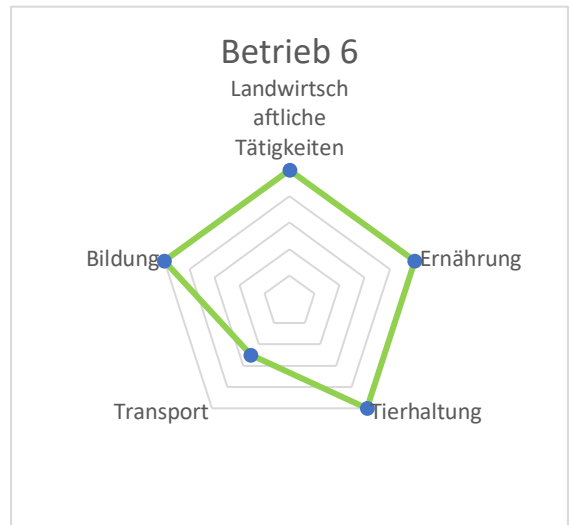 Betrieb 6
Landwirtsch
aftliche
Tätigkeiten
Bildung
Ernährung
Transport
Tierhaltung